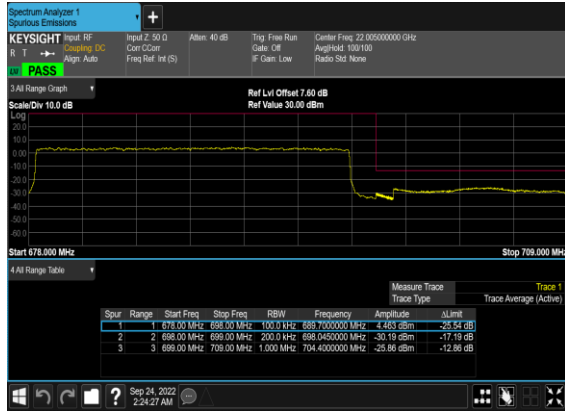 Spectrum Analyzer 1
Spurious Emissions
KEYSIGHT Input: RF Input Z: 50 Ω Atten: 40 dB Trig: Free Run Center Freq: 22.005000000 GHz
R T Coupling: DC Corr CCorr Gate: Off Avg|Hold: 100/100
Align: Auto Freq Ref: Int (S) IF Gain: Low Radio Std: None
PASS
3 All Range Graph
Ref Lvl Offset 7.60 dB
Scale/Div 10.0 dB Ref Value 30.00 dBm
Log
20.0
10.0
0.00
-10.0
-20.0
-30.0
-40.0
-50.0
-60.0
Start 678.000 MHz Stop 709.000 MHz
4 All Range Table
Measure Trace Trace 1
Trace Type Trace Average (Active)
Spur Range Start Freq Stop Freq RBW Frequency Amplitude ΔLimit
1 1 678.00 MHz 698.00 MHz 100.0 kHz 689.7000000 MHz 4.463 dBm -25.54 dB
2 2 698.00 MHz 699.00 MHz 200.0 kHz 698.0450000 MHz -30.19 dBm -17.19 dB
3 3 699.00 MHz 709.00 MHz 1.000 MHz 704.4000000 MHz -25.86 dBm -12.86 dB
? Sep 24, 2022
2:24:27 AM